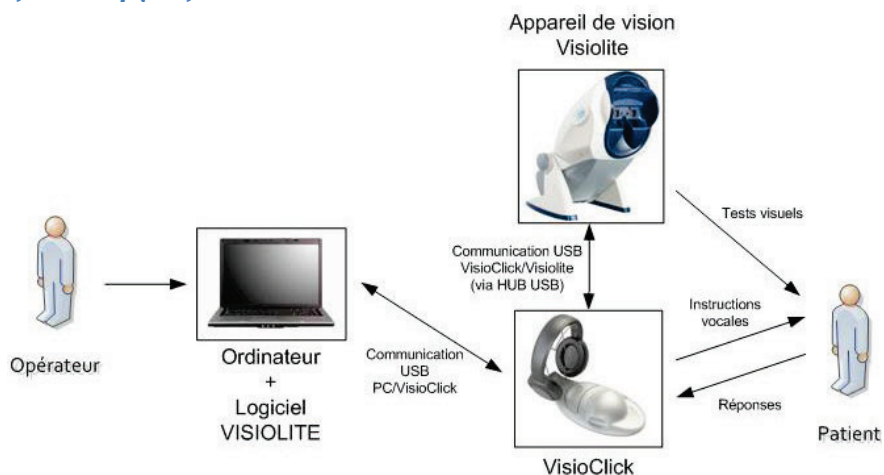 Appareil de vision
Visiolite
Tests visuels
Communication USB
VisioClick/Visiolite
(via HUB USB)
Instructions
vocales
Opérateur
Ordinateur
+
Logiciel
VISIOLITE
Communication
USB
PC/VisioClick
Réponses
Patient
VisioClick